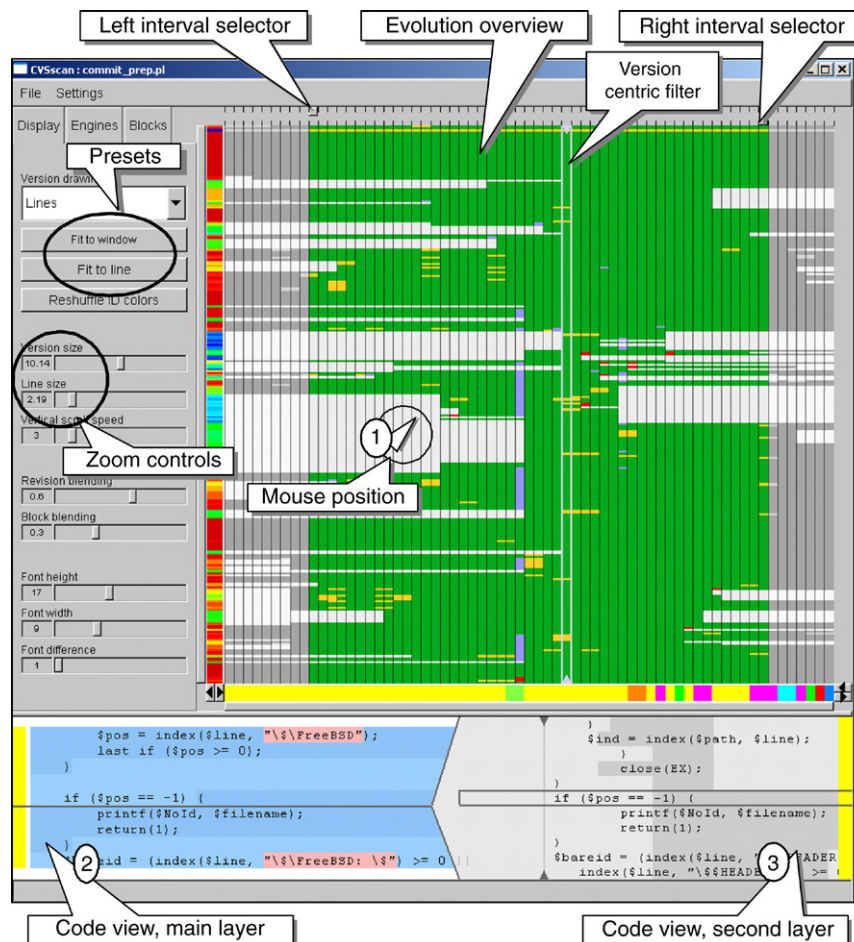 Left interval selector
Evolution overview
Right interval selector
CVSscan : commit_prep.pl
Version
centric filter
File Settings
Display Engines Blocks
Presets
Lines
Fit to window
Fit to line
Reshuffle ID colors
Version size
10.14
Line size
2.19
Vertical speed
3
1
Zoom controls
Mouse position
Revision blending
0.6
Block blending
0.3
Font height
17
Font width
9
Font difference
1
$pos = index($line, "\$\FreeBSD");
last if ($pos >= 0);
}
if ($pos == -1) {
printf($NoId, $filename);
return(1);
}
= (index($line, "\$\FreeBSD: \$") >= 0 ||
2
}
$ind = index($path, $line);
}
close(EX);
}
if ($pos == -1) {
printf($NoId, $filename);
return(1);
}
$bareid = (index($line,
index($line, "\$$HEADER
3
Code view, main layer
Code view, second layer